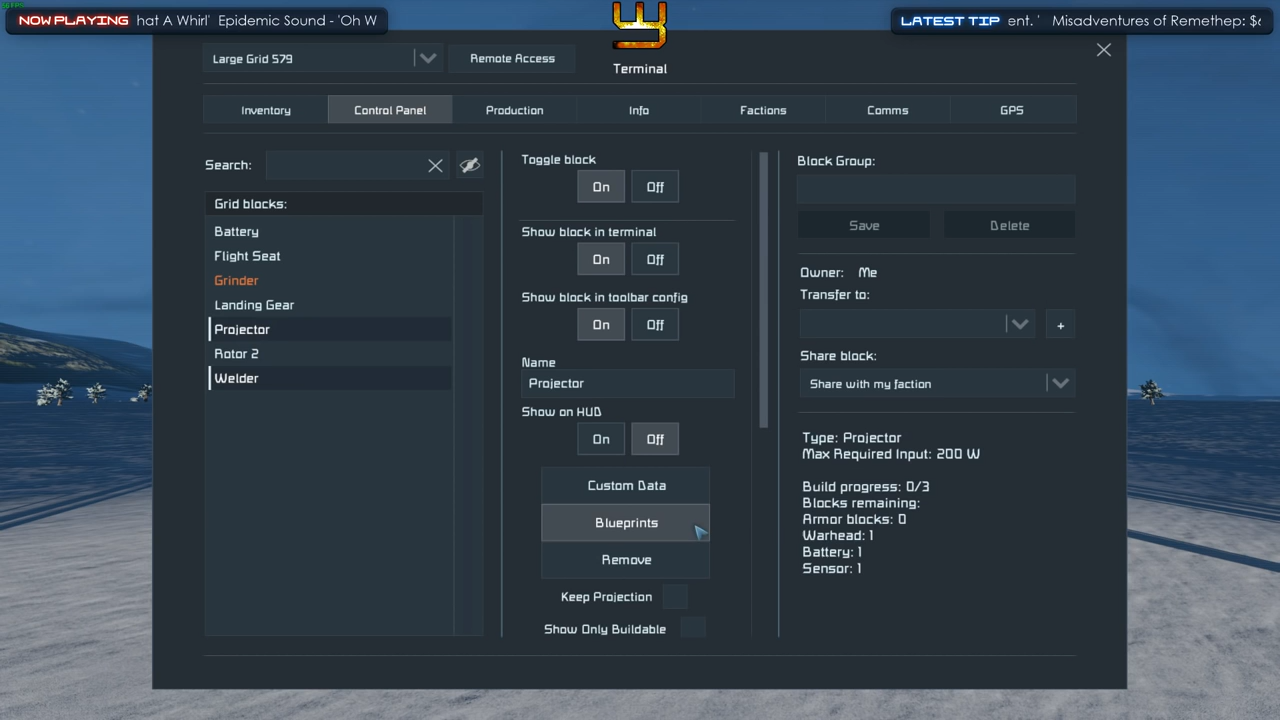 NOW PLAYING hat A Whirl' Epidemic Sound - 'Oh W
LATEST TIP ent. ' Misadventures of Remethep:
Large Grid 579
Remote Access
Terminal
Inventory
Control Panel
Production
Info
Factions
Comms
GPS
Search:
Grid blocks:
Battery
Flight Seat
Grinder
Landing Gear
Projector
Rotor 2
Welder
Toggle block
On Off
Show block in terminal
On Off
Show block in toolbar config
On Off
Name
Projector
Show on HUD
On Off
Custom Data
Blueprints
Remove
Keep Projection
Show Only Buildable
Block Group:
Save Delete
Owner: Me
Transfer to:
+
Share block:
Share with my faction
Type: Projector
Max Required Input: 200 W
Build progress: 0/3
Blocks remaining:
Armor blocks: 0
Warhead: 1
Battery: 1
Sensor: 1